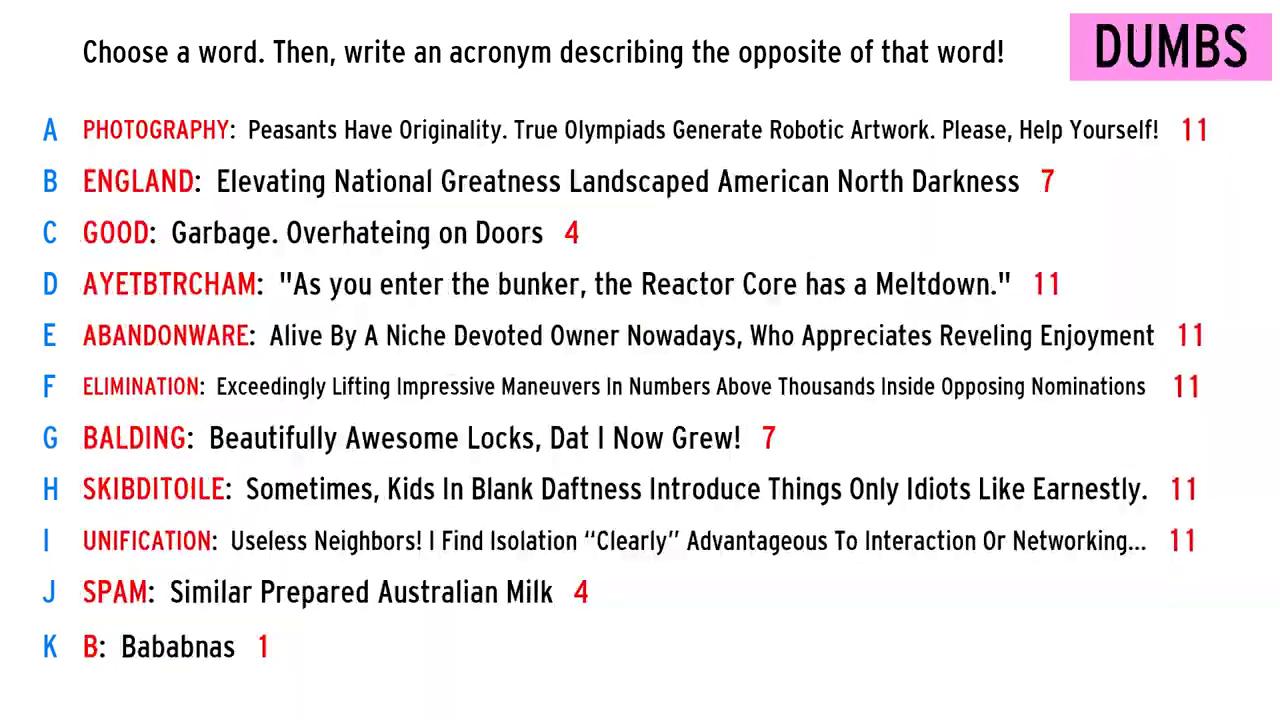 Choose a word. Then, write an acronym describing the opposite of that word!
DUMBS
A PHOTOGRAPHY: Peasants Have Originality. True Olympiads Generate Robotic Artwork. Please, Help Yourself! 11
B ENGLAND: Elevating National Greatness Landscaped American North Darkness 7
C GOOD: Garbage. Overhateing on Doors 4
D AYETBTRCHAM: "As you enter the bunker, the Reactor Core has a Meltdown." 11
E ABANDONWARE: Alive By A Niche Devoted Owner Nowadays, Who Appreciates Reveling Enjoyment 11
F ELIMINATION: Exceedingly Lifting Impressive Maneuvers In Numbers Above Thousands Inside Opposing Nominations 11
G BALDING: Beautifully Awesome Locks, Dat I Now Grew! 7
H SKIBDITOILE: Sometimes, Kids In Blank Daftness Introduce Things Only Idiots Like Earnestly. 11
I UNIFICATION: Useless Neighbors! I Find Isolation “Clearly” Advantageous To Interaction Or Networking... 11
J SPAM: Similar Prepared Australian Milk 4
K B: Bababnas 1